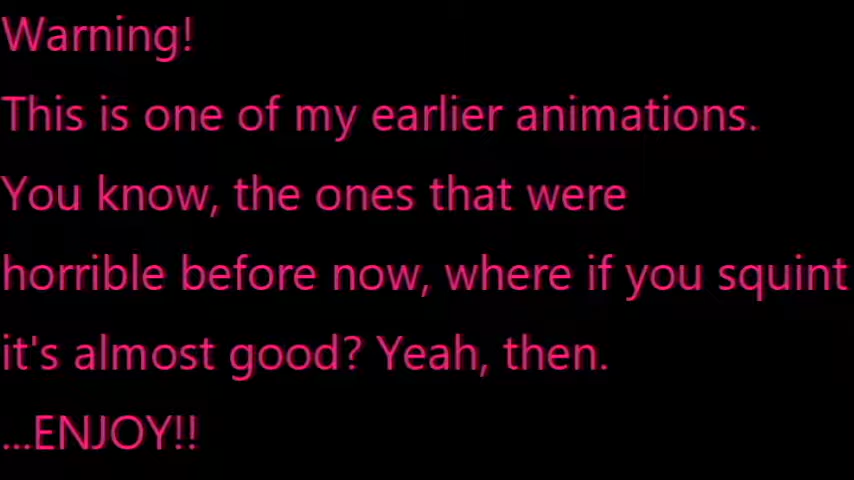 Warning!
This is one of my earlier animations.
You know, the ones that were
horrible before now, where if you squint
it's almost good? Yeah, then.
...ENJOY!!